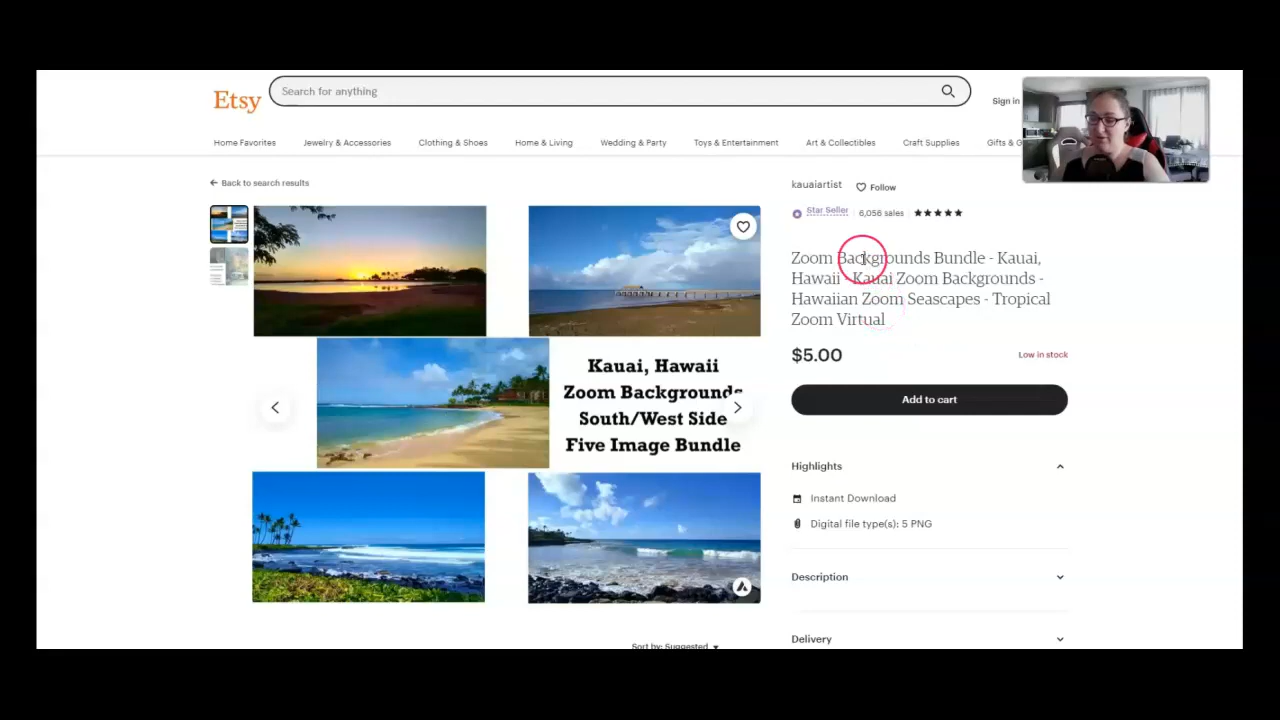 Etsy
Search for anything
Sign in
Home Favorites
Jewelry & Accessories
Clothing & Shoes
Home & Living
Wedding & Party
Toys & Entertainment
Art & Collectibles
Craft Supplies
Gifts & G
Back to search results
kauaiartist
Follow
Star Seller
6,056 sales
Zoom Backgrounds Bundle - Kauai,
Hawaii - Kauai Zoom Backgrounds -
Hawaiian Zoom Seascapes - Tropical
Zoom Virtual
$5.00
Low in stock
Add to cart
Kauai, Hawaii
Zoom Backgrounds
South/West Side
Five Image Bundle
Highlights
Instant Download
Digital file type(s): 5 PNG
Description
Delivery
Sort by: Suggested